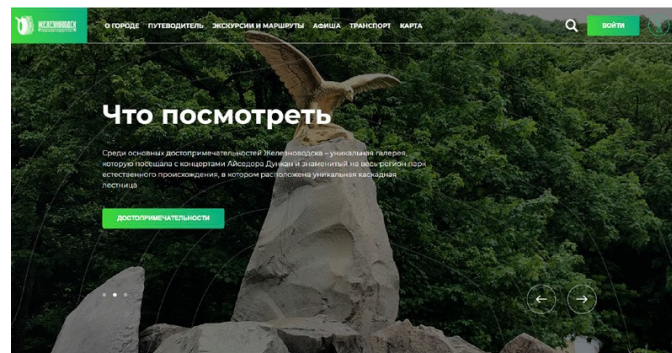 ЖЕЛЕЗНОВОДСК
О ГОРОДЕ ПУТЕВОДИТЕЛЬ ЭКСКУРСИИ И МАРШРУТЫ АФИША ТРАНСПОРТ КАРТА
ВОЙТИ
Что посмотреть
Среди основных достопримечательностей Железноводска – уникальная галерея,
которую посещала с концертами Айседора Дункан и знаменитый на весь регион парк
естественного происхождения, в котором расположена уникальная каскадная
лестница
ДОСТОПРИМЕЧАТЕЛЬНОСТИ